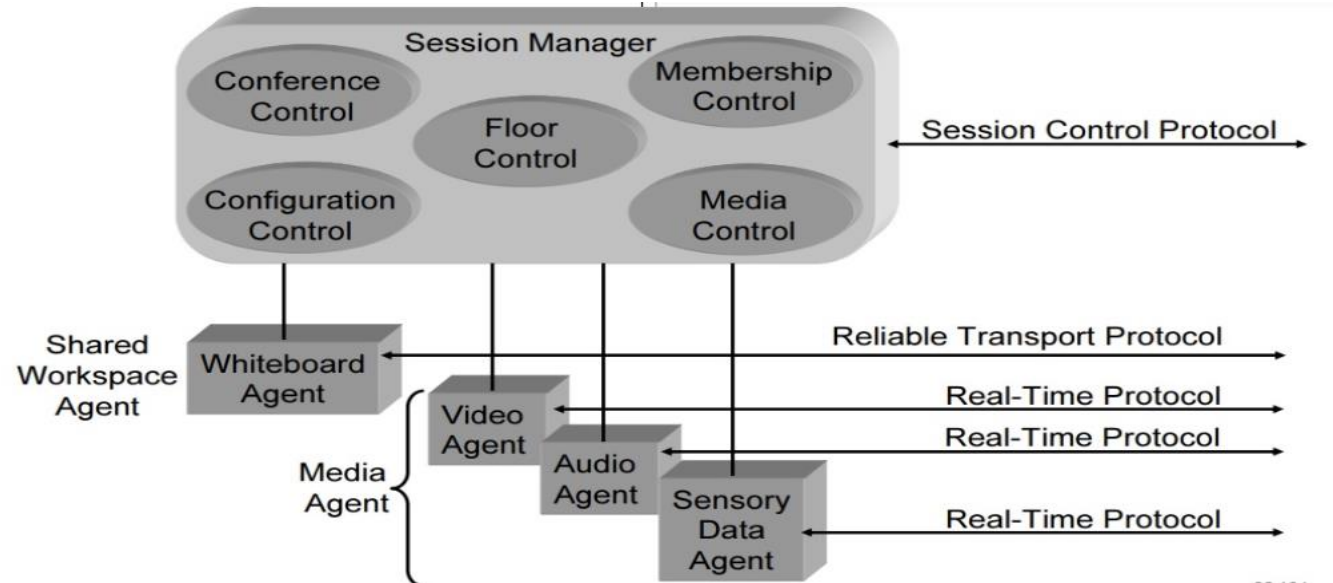 Session Manager
Conference
Control
Membership
Control
Floor
Control
Session Control Protocol
Configuration
Control
Media
Control
Shared
Workspace
Agent
Whiteboard
Agent
Reliable Transport Protocol
Video
Agent
Real-Time Protocol
Real-Time Protocol
Media
Agent
Audio
Agent
Sensory
Data
Agent
Real-Time Protocol